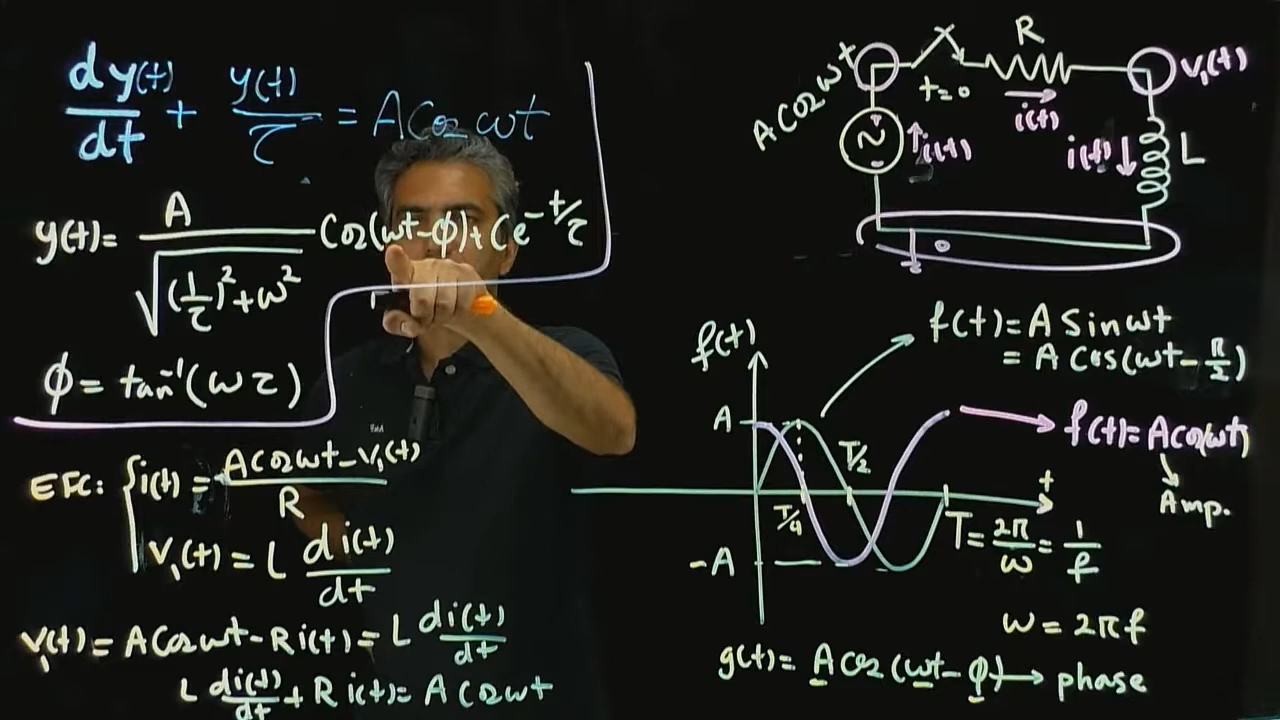 dy(t)/dt + y(t)/τ = A Cos ωt
y(t) = A/√((1/τ)² + ω²) Cos(ωt-φ) + Ce^-t/τ
φ = tan⁻¹(ωτ)
EFC: { i(t) = A cos ωt - v₁(t)/R
v₁(t) = L di(t)/dt
v₁(t) = A Cos ωt - R i(t) = L di(t)/dt
L di(t)/dt + R i(t) = A Cos ωt
A Cos ωt
t=0
R
i(t)
v₁(t)
i(t)
i(t)
L
0
f(t)
f(t) = A Sin ωt
= A Cos(ωt - π/2)
A
f(t) = A cos(ωt)
Amp.
T/4
T/2
t
T = 2π/ω = 1/f
-A
ω = 2πf
g(t) = A Cos (ωt - φ) → phase